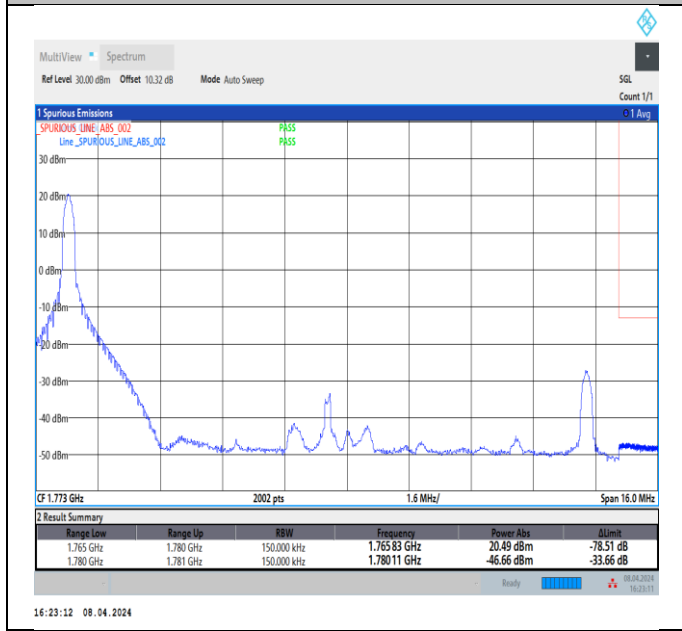 MultiView Spectrum
Ref Level 30.00 dBm Offset 10.32 dB Mode Auto Sweep SGL
Count 1/1
1 Spurious Emissions 1 Avg
_SPURIOUS_LINE_ABS_002 PASS
Line _SPURIOUS_LINE_ABS_002 PASS
30 dBm
20 dBm
10 dBm
0 dBm
-10 dBm
-20 dBm
-30 dBm
-40 dBm
-50 dBm
CF 1.773 GHz 2002 pts 1.6 MHz/ Span 16.0 MHz
2 Result Summary
Range Low Range Up RBW Frequency Power Abs ΔLimit
1.765 GHz 1.780 GHz 150.000 kHz 1.76583 GHz 20.49 dBm -78.51 dB
1.780 GHz 1.781 GHz 150.000 kHz 1.78011 GHz -46.66 dBm -33.66 dB
Ready 08.04.2024
16:23:11
16:23:12 08.04.2024